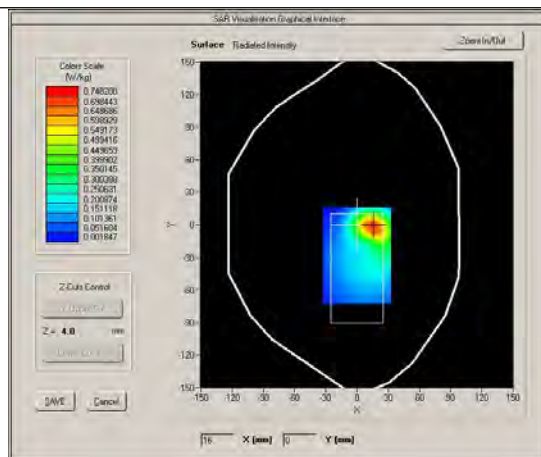 SAR Visualisation Graphical Interface
Surface Radiated Intensity
Zoom In/Out
Colors Scale
(W/kg)
0.748200
0.698443
0.648686
0.598929
0.549173
0.499416
0.449659
0.399902
0.350145
0.300388
0.250631
0.200874
0.151118
0.101361
0.051604
0.001847
Z-Cuts Control
Z = 4.0 mm
SAVE Cancel
150-
120-
90-
60-
30-
Y 0-
-30-
-60-
-90-
-120-
-150-
-150 -120 -90 -60 -30 0 30 60 90 120 150
X
16 X (mm) 0 Y (mm)